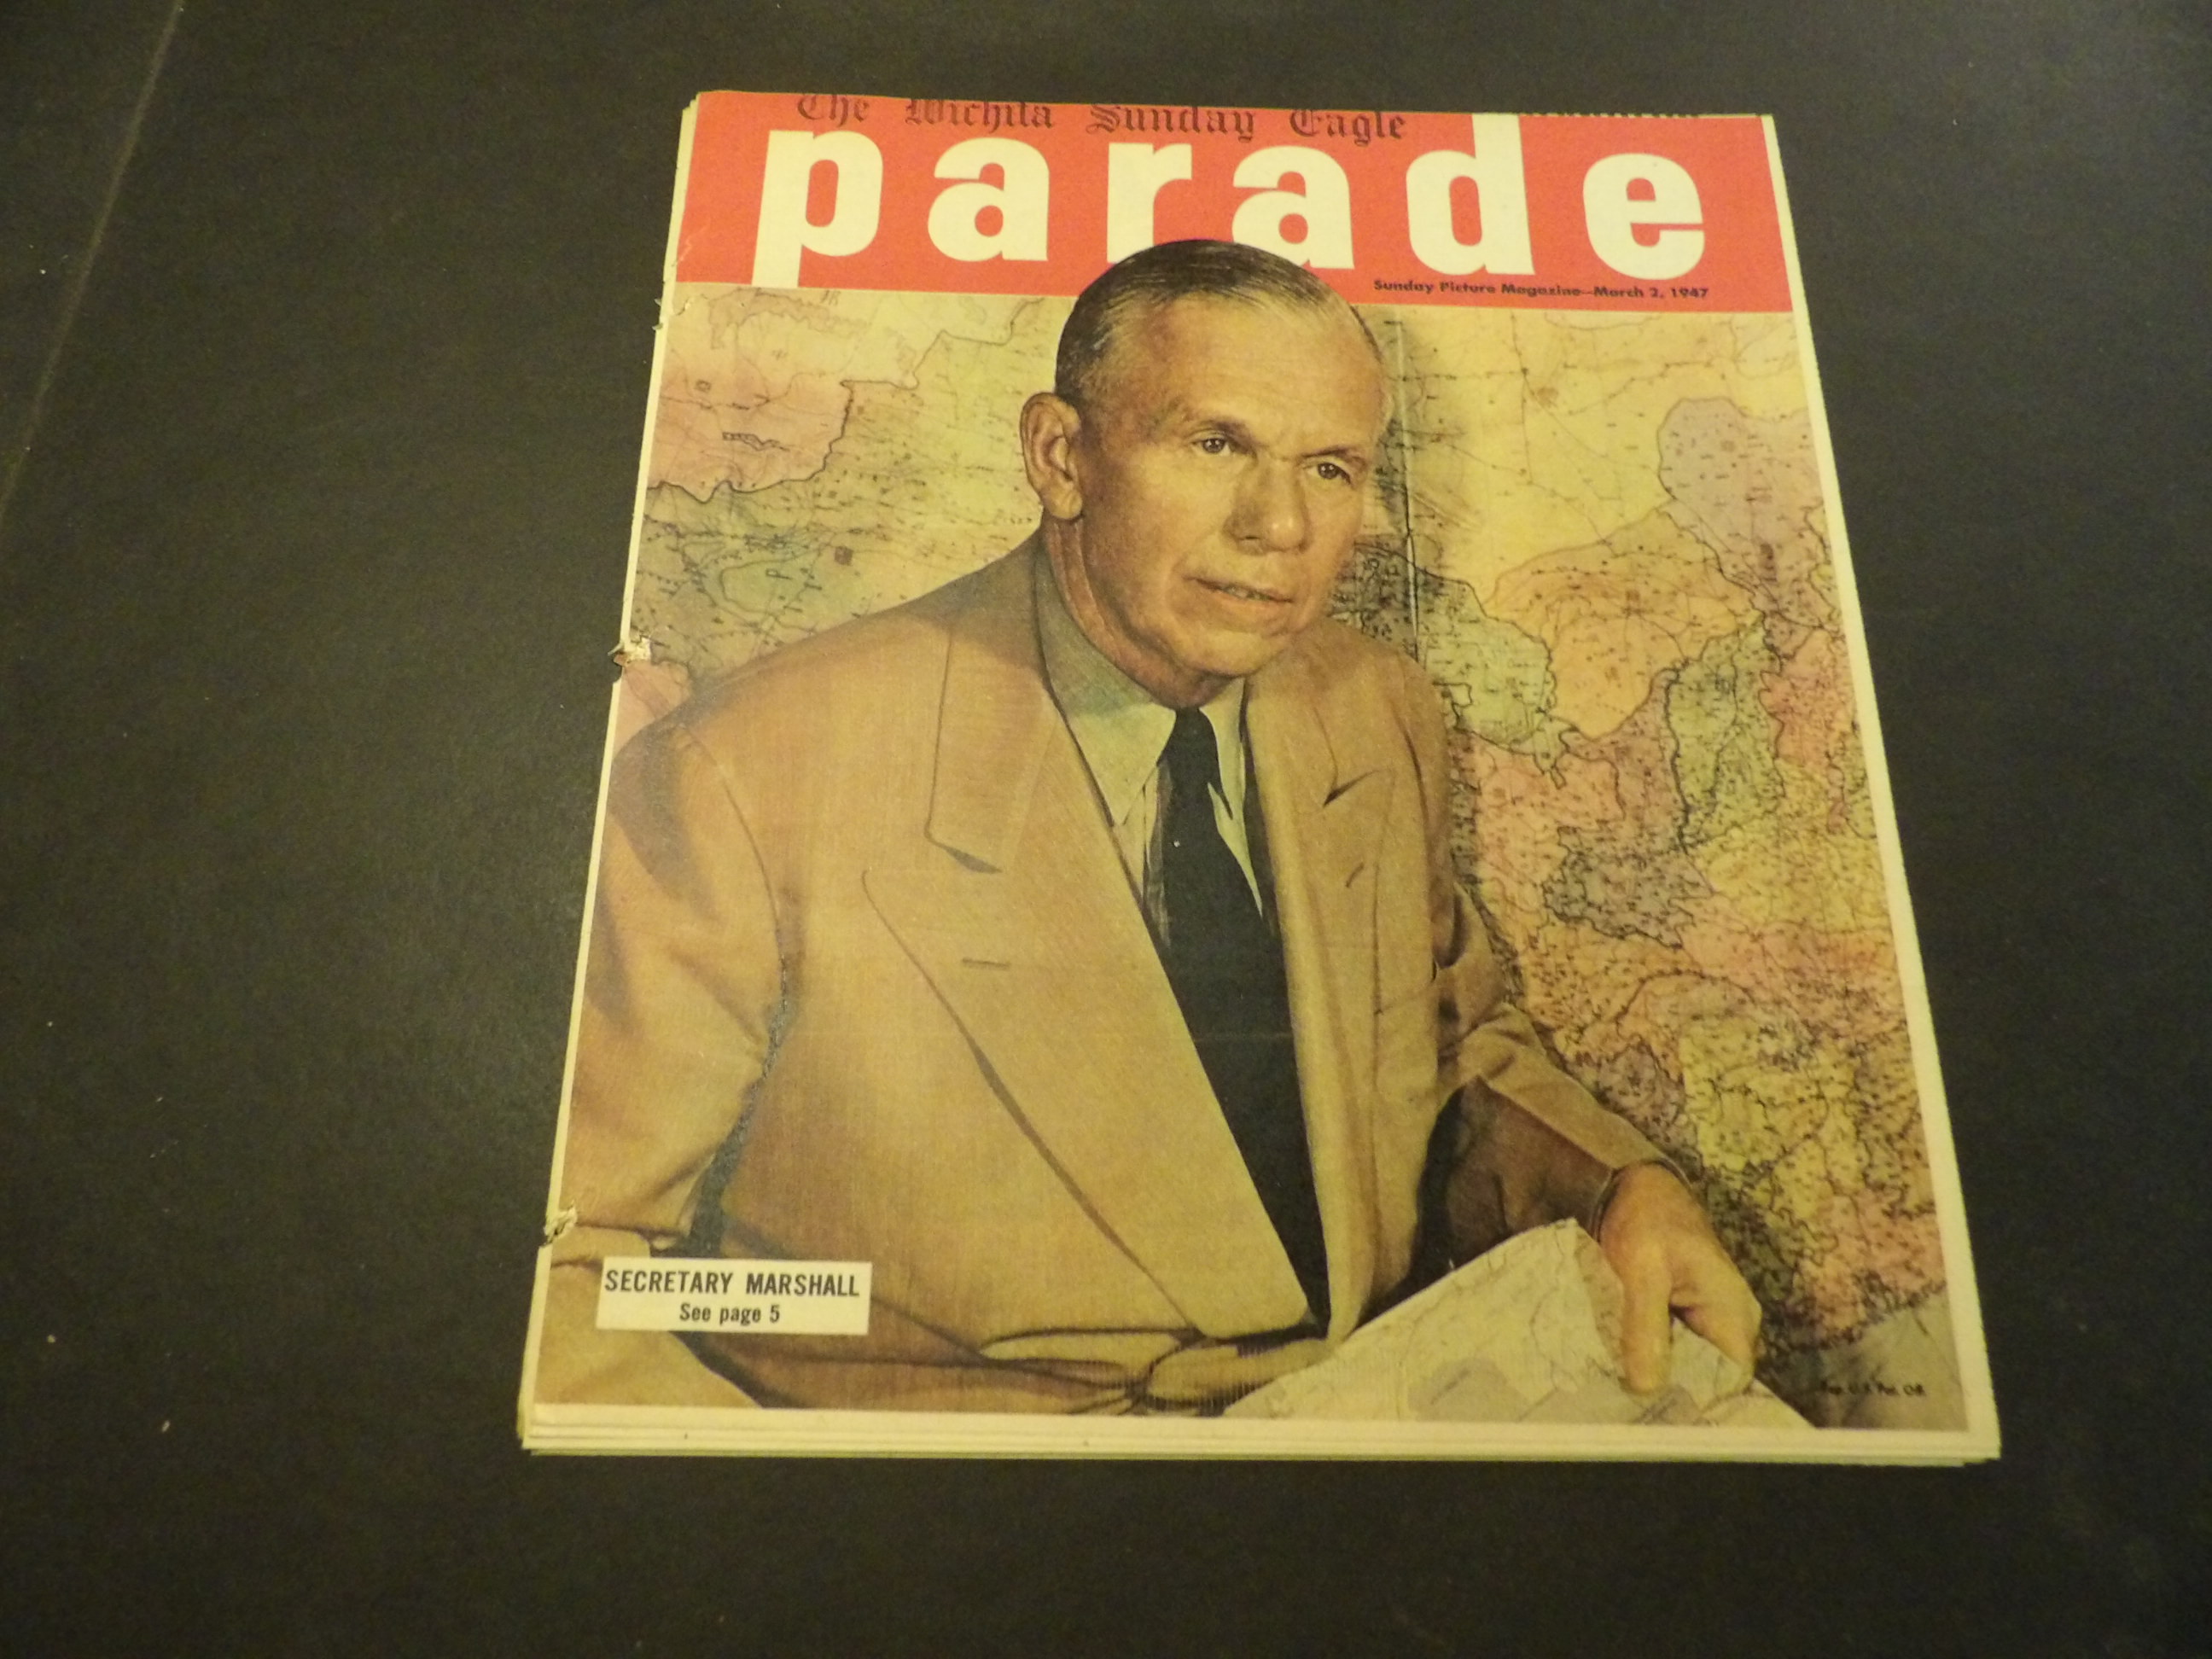 The Wichita Sunday Eagle
parade
Sunday Picture Magazine—March 2, 1947
SECRETARY MARSHALL
See page 5